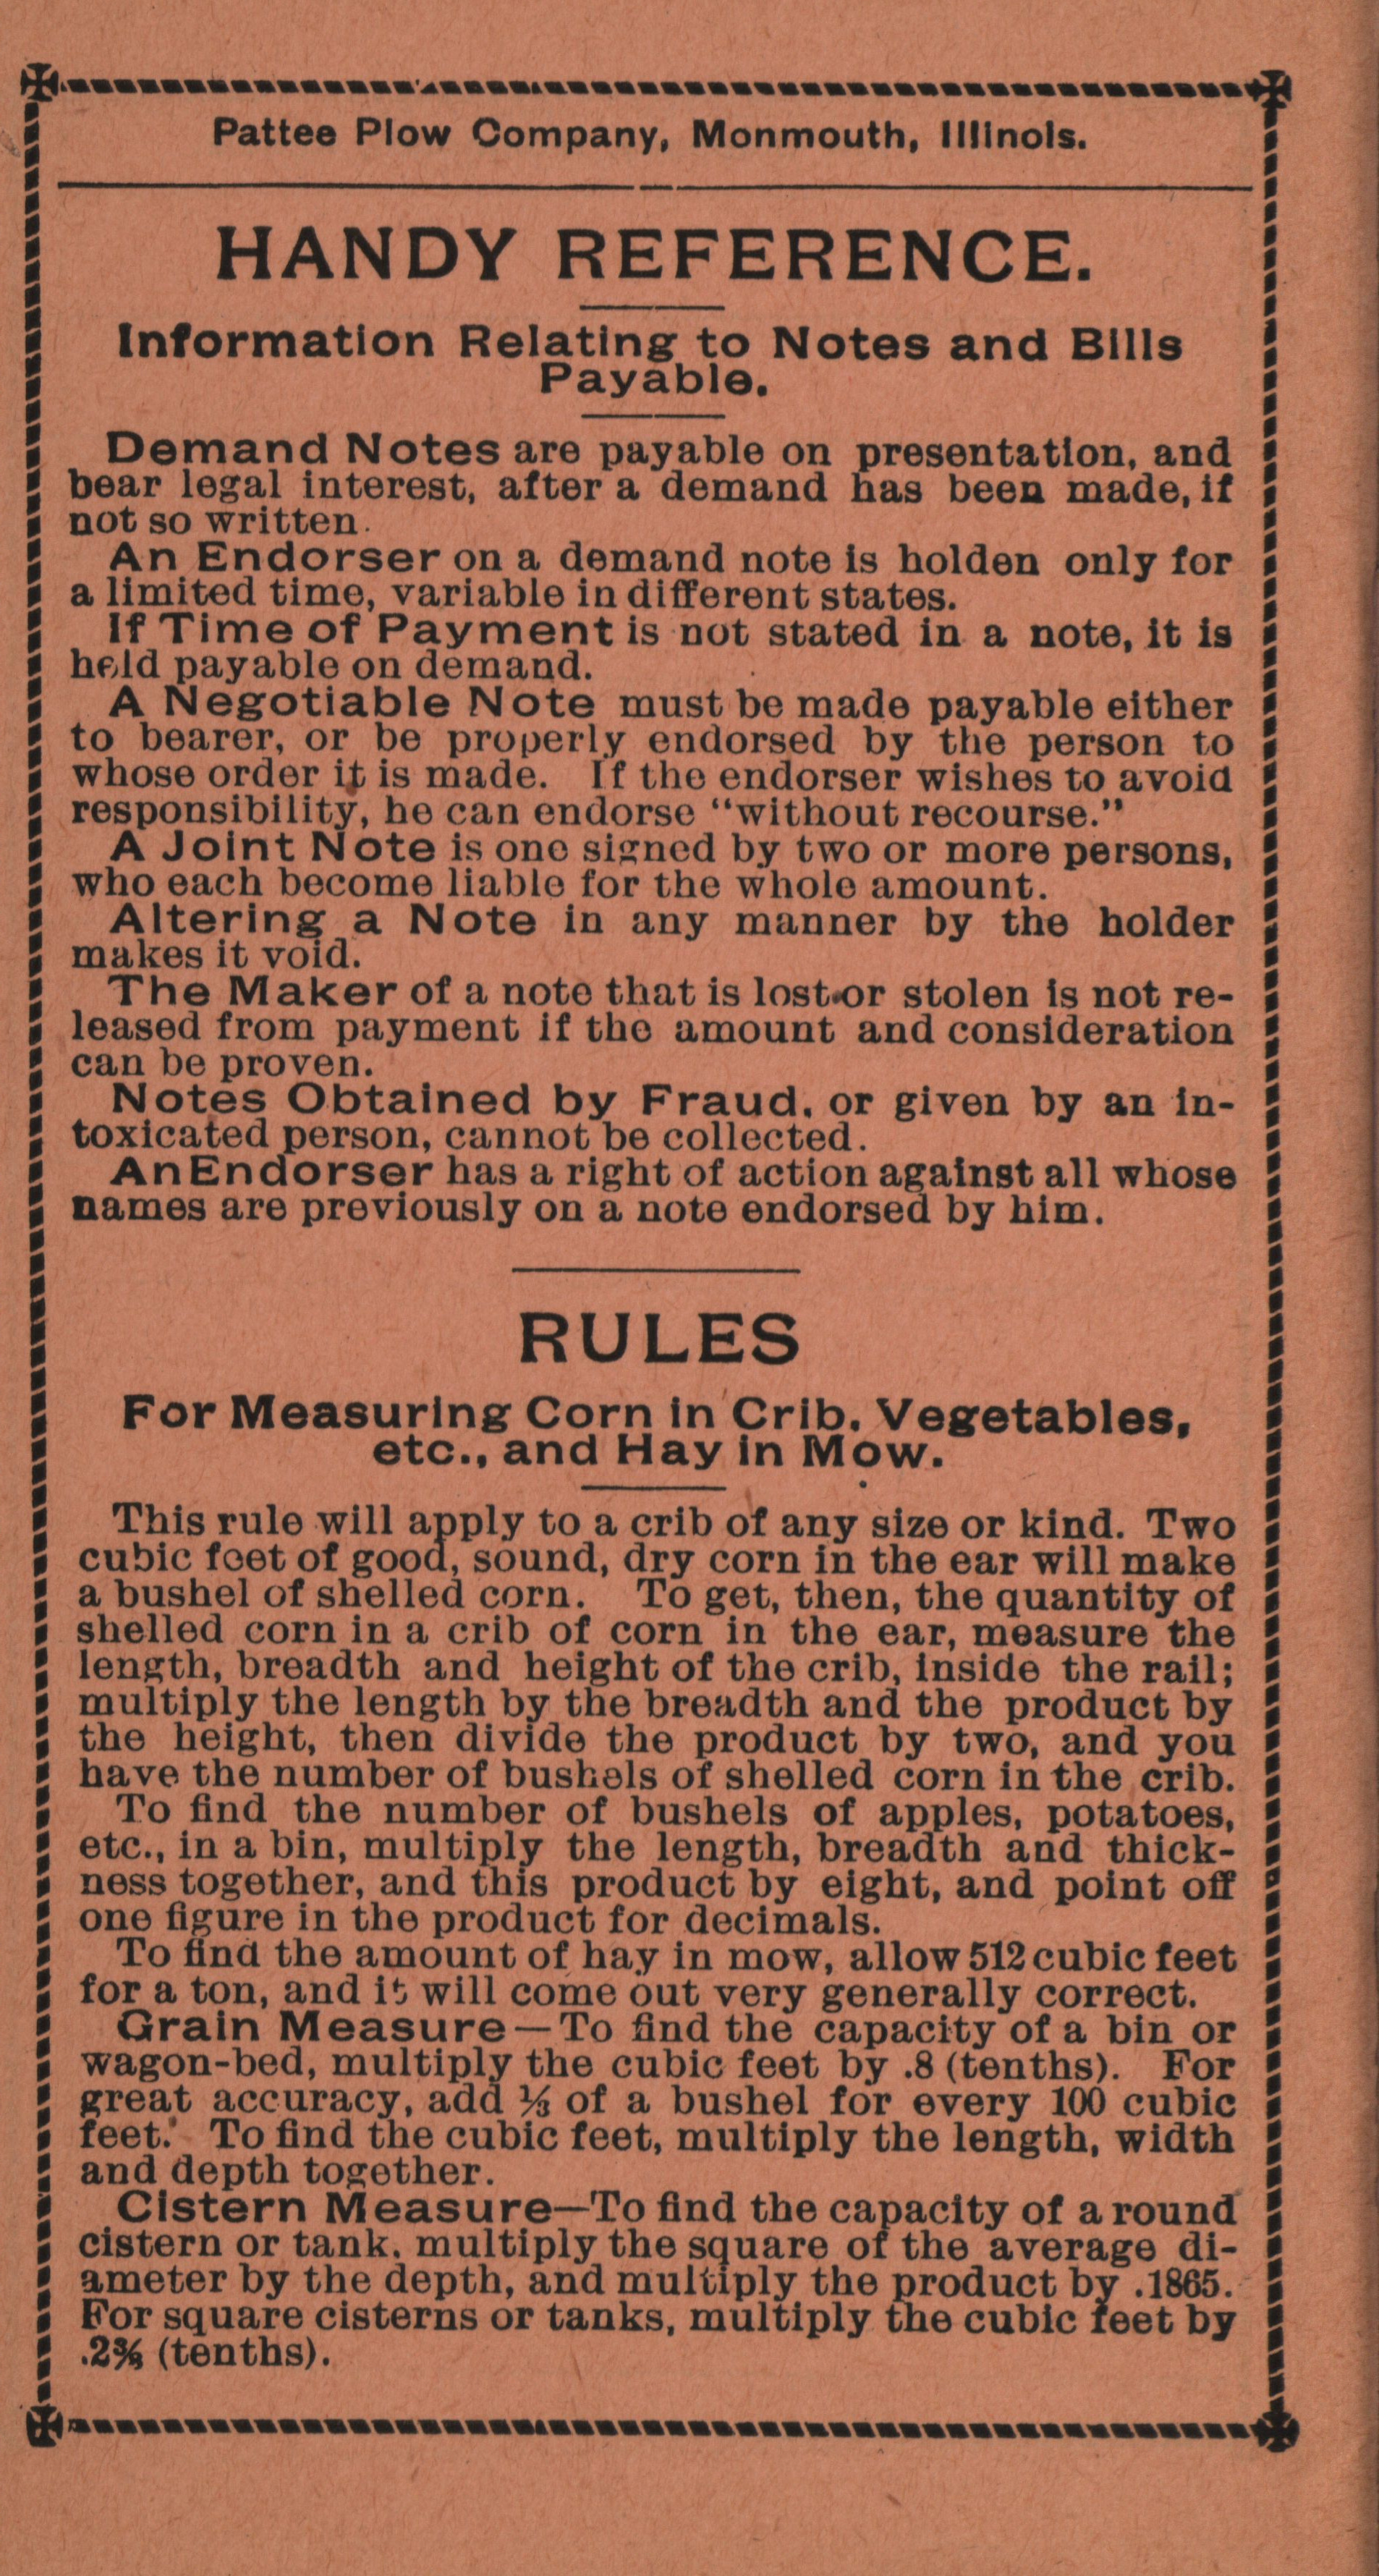 Pattee Plow Company, Monmouth, Illinois.
HANDY REFERENCE.
Information Relating to Notes and Bills
Payable.
Demand Notes are payable on presentation, and
bear legal interest, after a demand has been made, if
not so written.
An Endorser on a demand note is holden only for
a limited time, variable in different states.
If Time of Payment is not stated in a note, it is
held payable on demand.
A Negotiable Note must be made payable either
to bearer, or be properly endorsed by the person to
whose order it is made. If the endorser wishes to avoid
responsibility, he can endorse "without recourse."
A Joint Note is one signed by two or more persons,
who each become liable for the whole amount.
Altering a Note in any manner by the holder
makes it void.
The Maker of a note that is lost or stolen is not re-
leased from payment if the amount and consideration
can be proven.
Notes Obtained by Fraud, or given by an in-
toxicated person, cannot be collected.
An Endorser has a right of action against all whose
names are previously on a note endorsed by him.
RULES
For Measuring Corn in Crib, Vegetables,
etc., and Hay in Mow.
This rule will apply to a crib of any size or kind. Two
cubic feet of good, sound, dry corn in the ear will make
a bushel of shelled corn. To get, then, the quantity of
shelled corn in a crib of corn in the ear, measure the
length, breadth and height of the crib, inside the rail;
multiply the length by the breadth and the product by
the height, then divide the product by two, and you
have the number of bushels of shelled corn in the crib.
To find the number of bushels of apples, potatoes,
etc., in a bin, multiply the length, breadth and thick-
ness together, and this product by eight, and point off
one figure in the product for decimals.
To find the amount of hay in mow, allow 512 cubic feet
for a ton, and it will come out very generally correct.
Grain Measure—To find the capacity of a bin or
wagon-bed, multiply the cubic feet by .8 (tenths). For
great accuracy, add ⅓ of a bushel for every 100 cubic
feet. To find the cubic feet, multiply the length, width
and depth together.
Cistern Measure—To find the capacity of a round
cistern or tank, multiply the square of the average di-
ameter by the depth, and multiply the product by .1865.
For square cisterns or tanks, multiply the cubic feet by
.2⅜ (tenths).